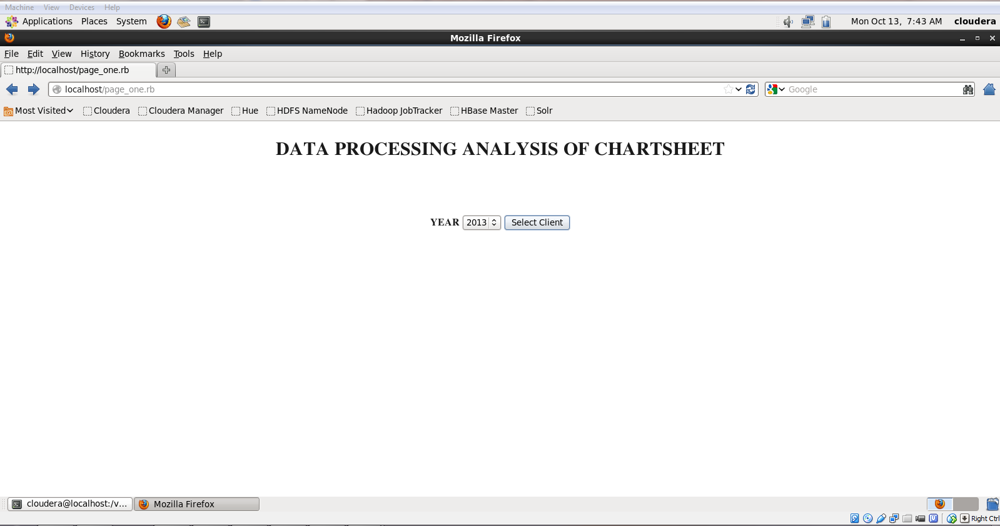 Machine View Devices Help
Applications Places System Mon Oct 13, 7:43 AM cloudera
Mozilla Firefox
File Edit View History Bookmarks Tools Help
http://localhost/page_one.rb
localhost/page_one.rb Google
Most Visited Cloudera Cloudera Manager Hue HDFS NameNode Hadoop JobTracker HBase Master Solr
DATA PROCESSING ANALYSIS OF CHARTSHEET
YEAR 2013 Select Client
cloudera@localhost:/v... Mozilla Firefox
Right Ctrl